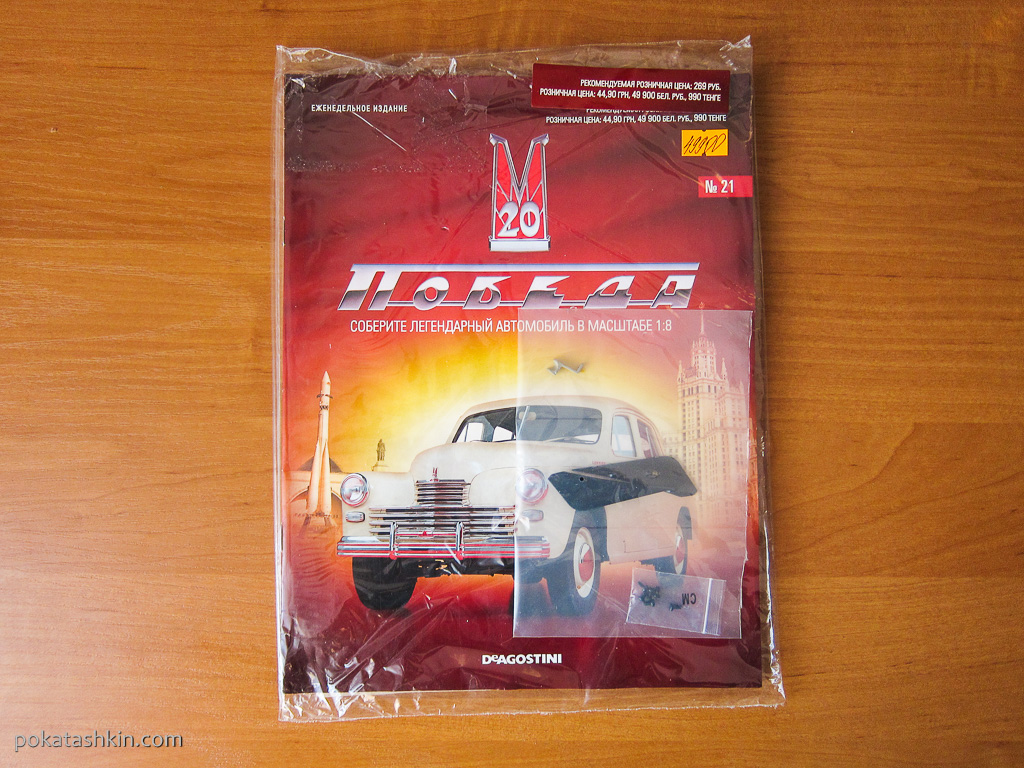 РЕКОМЕНДУЕМАЯ РОЗНИЧНАЯ ЦЕНА: 269 РУБ.
РОЗНИЧНАЯ ЦЕНА: 44,90 ГРН, 49 900 БЕЛ. РУБ., 990 ТЕНГЕ
ЕЖЕНЕДЕЛЬНОЕ ИЗДАНИЕ
РОЗНИЧНАЯ ЦЕНА: 44,90 ГРН, 49 900 БЕЛ. РУБ., 990 ТЕНГЕ
49900
№ 21
М
20
ПОБЕДА
СОБЕРИТЕ ЛЕГЕНДАРНЫЙ АВТОМОБИЛЬ В МАСШТАБЕ 1:8
CM
DeAGOSTINI
pokatashkin.com